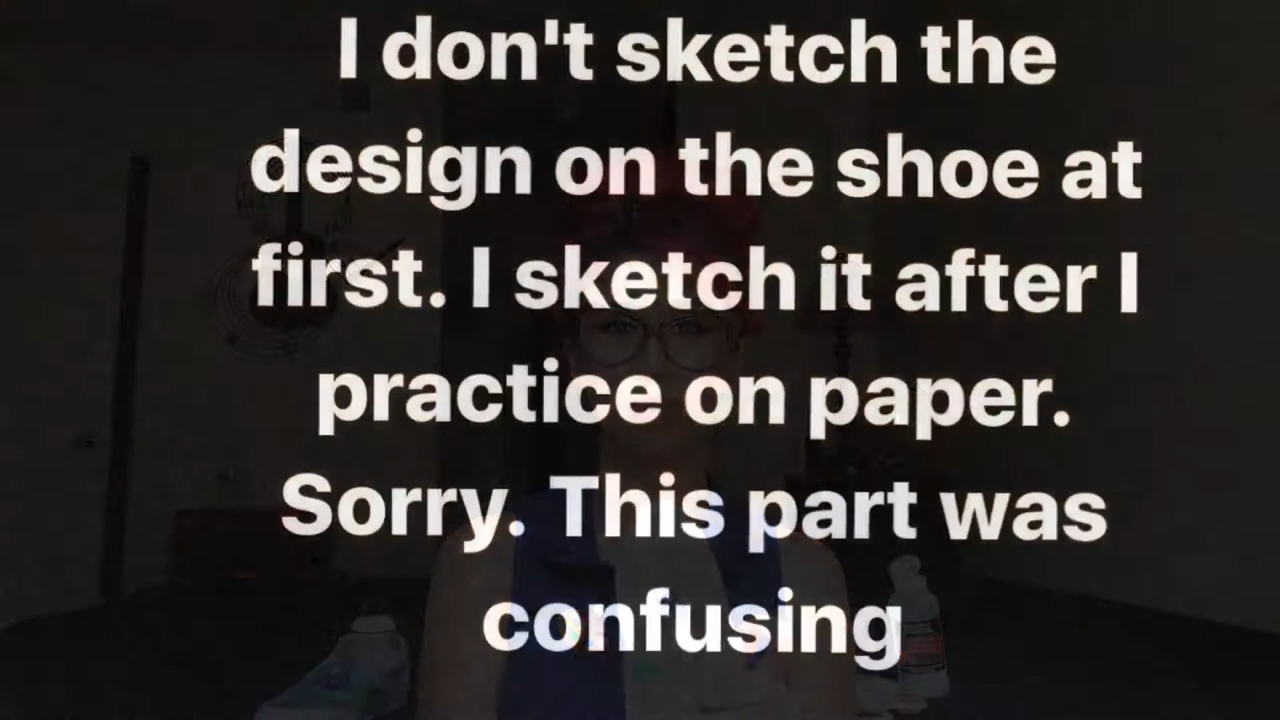 I don't sketch the
design on the shoe at
first. I sketch it after I
practice on paper.
Sorry. This part was
confusing